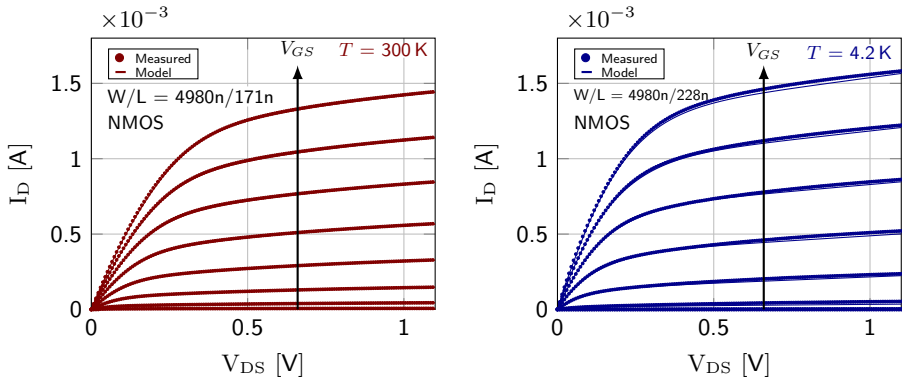 ×10⁻³
V_GS
T = 300 K
Measured
Model
W/L = 4980n/171n
NMOS
1.5
1
0.5
0
I_D [A]
0
0.5
1
V_DS [V]
×10⁻³
V_GS
T = 4.2 K
Measured
Model
W/L = 4980n/228n
NMOS
1.5
1
0.5
0
I_D [A]
0
0.5
1
V_DS [V]